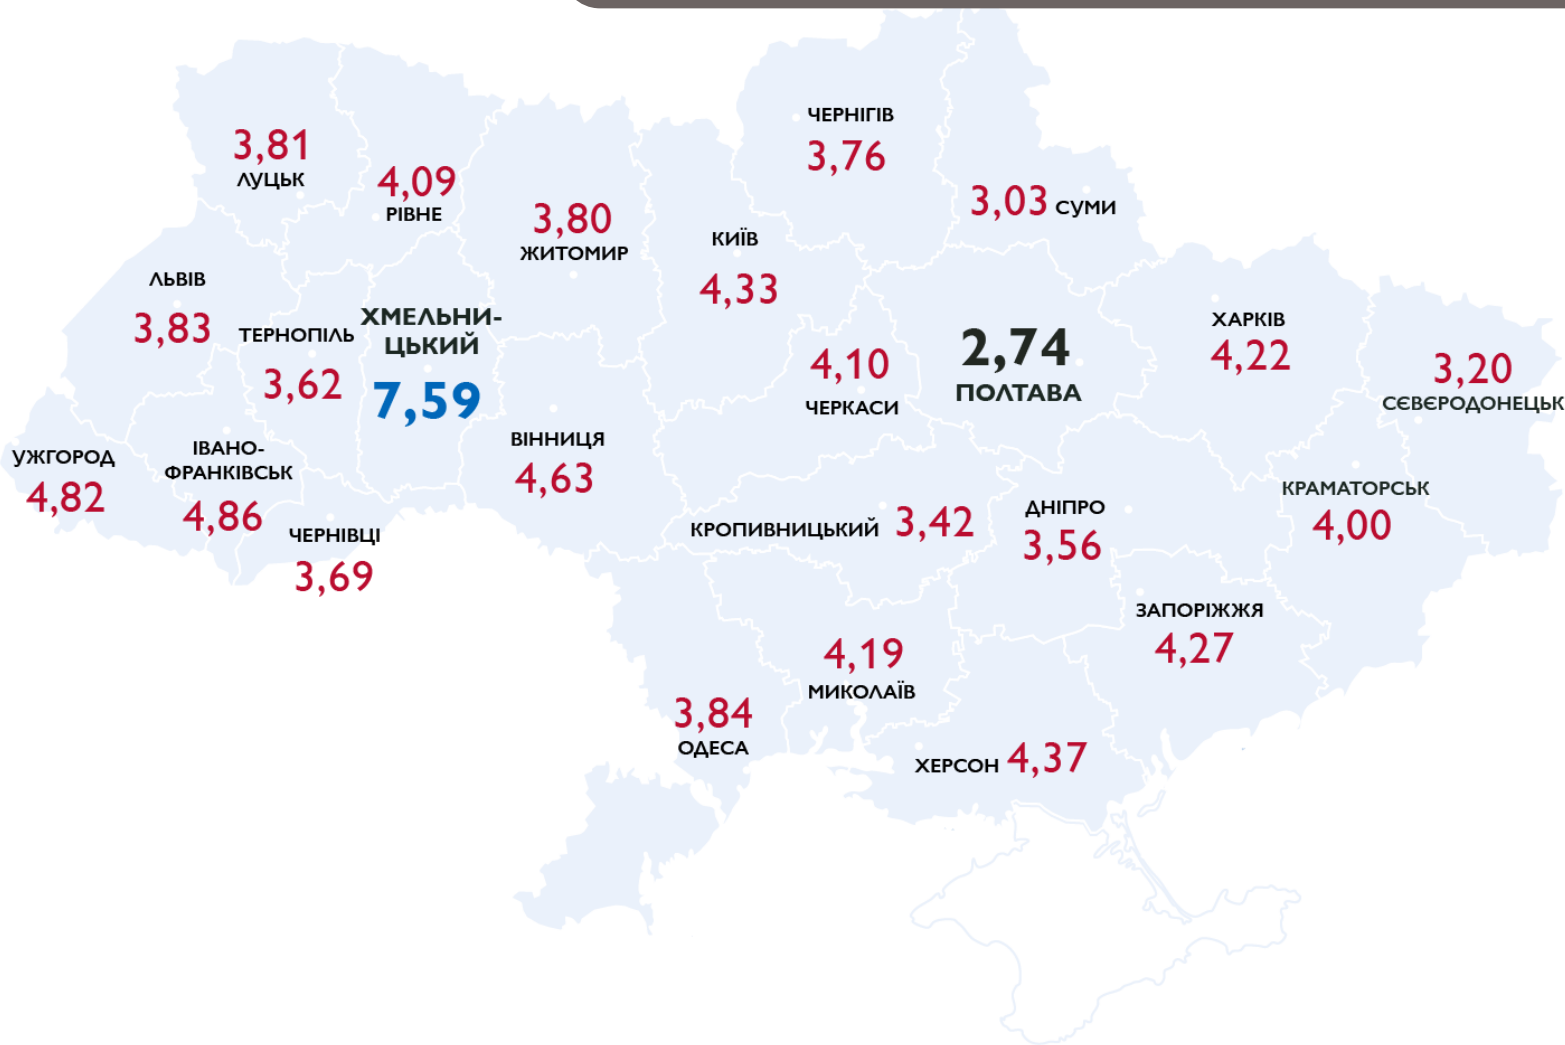 ЧЕРНІГІВ
3,76
3,81
ЛУЦЬК
4,09
РІВНЕ
3,03 СУМИ
3,80
ЖИТОМИР
КИЇВ
4,33
ЛЬВІВ
3,83
ТЕРНОПІЛЬ
3,62
ХМЕЛЬНИ-
ЦЬКИЙ
7,59
4,10
ЧЕРКАСИ
2,74
ПОЛТАВА
ХАРКІВ
4,22
3,20
СЄВЄРОДОНЕЦЬК
УЖГОРОД
4,82
ІВАНО-
ФРАНКІВСЬК
4,86
ВІННИЦЯ
4,63
ЧЕРНІВЦІ
3,69
КРОПИВНИЦЬКИЙ 3,42
ДНІПРО
3,56
КРАМАТОРСЬК
4,00
ЗАПОРІЖЖЯ
4,27
4,19
МИКОЛАЇВ
3,84
ОДЕСА
ХЕРСОН 4,37